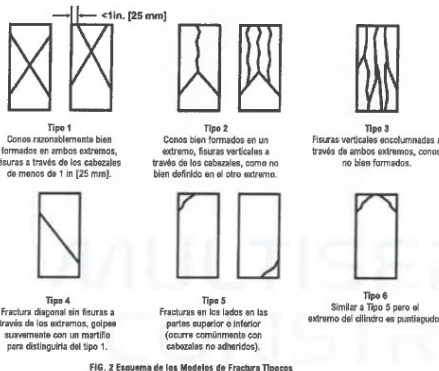 <1in. [25 mm]
Tipo 1
Conos razonablemente bien
formados en ambos extremos,
fisuras a través de los cabezales
de menos de 1 in [25 mm].
Tipo 2
Conos bien formados en un
extremo, fisuras verticales a
través de los cabezales, como no
bien definido en el otro extremo.
Tipo 3
Fisuras verticales encolumnadas a
través de ambos extremos, conos
no bien formados.
Tipo 4
Fractura diagonal sin fisuras a
través de los extremos, golpee
suavemente con un martillo
para distinguirla del tipo 1.
Tipo 5
Fracturas en los lados en las
partes superior o inferior
(ocurre comúnmente con
cabezales no adheridos).
Tipo 6
Similar a Tipo 5 pero el
extremo del cilindro es puntiagudo
FIG. 2 Esquema de los Modelos de Fractura Típocos